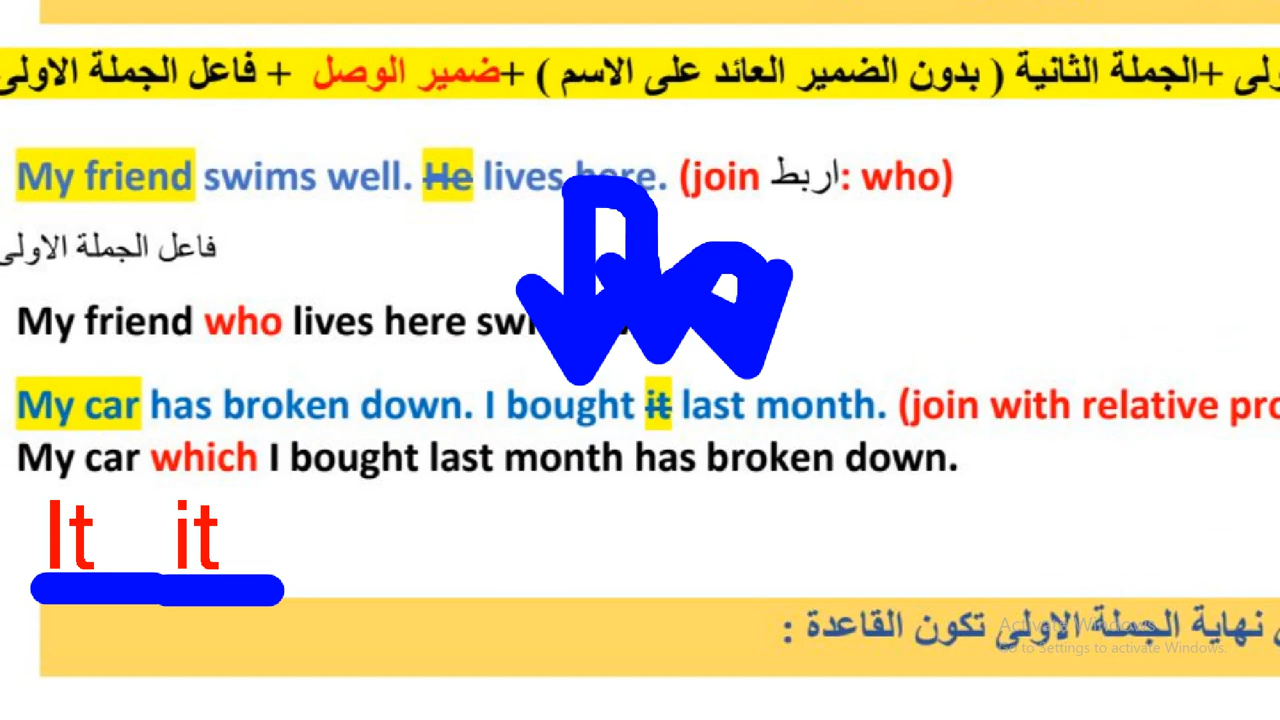 +الجملة الثانية ( بدون الضمير العائد على الاسم ) +ضمير الوصل + فاعل الجملة الاولى
My friend swims well. He lives here. (join اربط: who)
فاعل الجملة الاولى
My friend who lives here
My car has broken down. I bought it last month. (join with relative
My car which I bought last month has broken down.
It it
نهاية الجملة الاولى تكون القاعدة :
Activate Windows
Go to Settings to activate Windows.